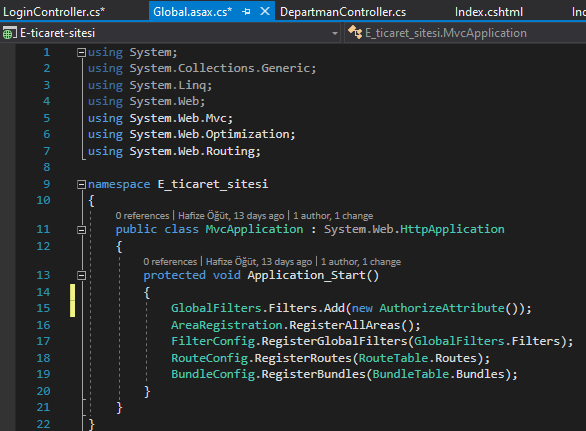 LoginController.cs* Global.asax.cs* DepartmanController.cs Index.cshtml Inc
E-ticaret-sitesi E_ticaret_sitesi.MvcApplication
1 using System;
2 using System.Collections.Generic;
3 using System.Linq;
4 using System.Web;
5 using System.Web.Mvc;
6 using System.Web.Optimization;
7 using System.Web.Routing;
8
9 namespace E_ticaret_sitesi
10 {
0 references | Hafize Öğüt, 13 days ago | 1 author, 1 change
11 public class MvcApplication : System.Web.HttpApplication
12 {
0 references | Hafize Öğüt, 13 days ago | 1 author, 1 change
13 protected void Application_Start()
14 {
15 GlobalFilters.Filters.Add(new AuthorizeAttribute());
16 AreaRegistration.RegisterAllAreas();
17 FilterConfig.RegisterGlobalFilters(GlobalFilters.Filters);
18 RouteConfig.RegisterRoutes(RouteTable.Routes);
19 BundleConfig.RegisterBundles(BundleTable.Bundles);
20 }
21 }
22 }